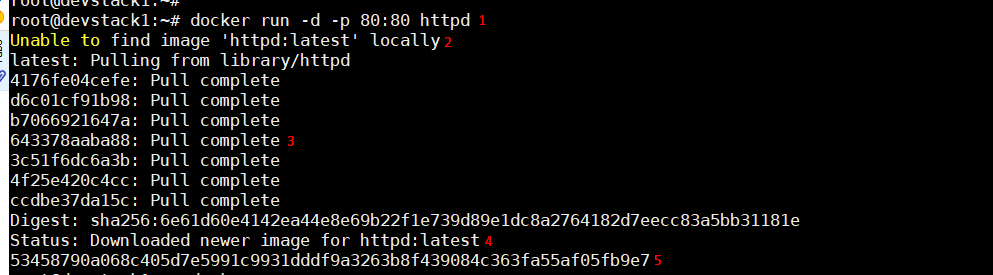 root@devstack1:~#
root@devstack1:~# docker run -d -p 80:80 httpd 1
Unable to find image 'httpd:latest' locally 2
latest: Pulling from library/httpd
4176fe04cefe: Pull complete
d6c01cf91b98: Pull complete
b7066921647a: Pull complete
643378aaba88: Pull complete 3
3c51f6dc6a3b: Pull complete
4f25e420c4cc: Pull complete
ccdbe37da15c: Pull complete
Digest: sha256:6e61d60e4142ea44e8e69b22f1e739d89e1dc8a2764182d7eecc83a5bb31181e
Status: Downloaded newer image for httpd:latest 4
53458790a068c405d7e5991c9931dddf9a3263b8f439084c363fa55af05fb9e7 5